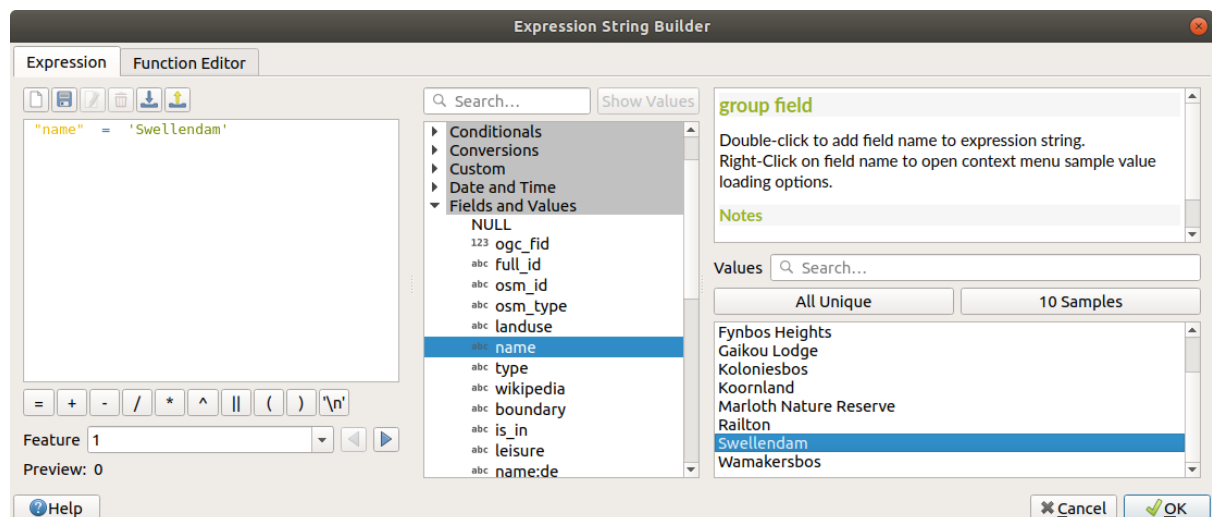 Expression String Builder
Expression
Function Editor
"name" = 'Swellendam'
= + - / * ^ || ( ) '\n'
Feature 1
Preview: 0
Help
Search...
Show Values
Conditionals
Conversions
Custom
Date and Time
Fields and Values
NULL
123 ogc_fid
abc full_id
abc osm_id
abc osm_type
abc landuse
abc name
abc type
abc wikipedia
abc boundary
abc is_in
abc leisure
abc name:de
group field
Double-click to add field name to expression string.
Right-Click on field name to open context menu sample value
loading options.
Notes
Values Search...
All Unique
10 Samples
Fynbos Heights
Gaikou Lodge
Koloniesbos
Koornland
Marloth Nature Reserve
Railton
Swellendam
Wamakersbos
Cancel
OK